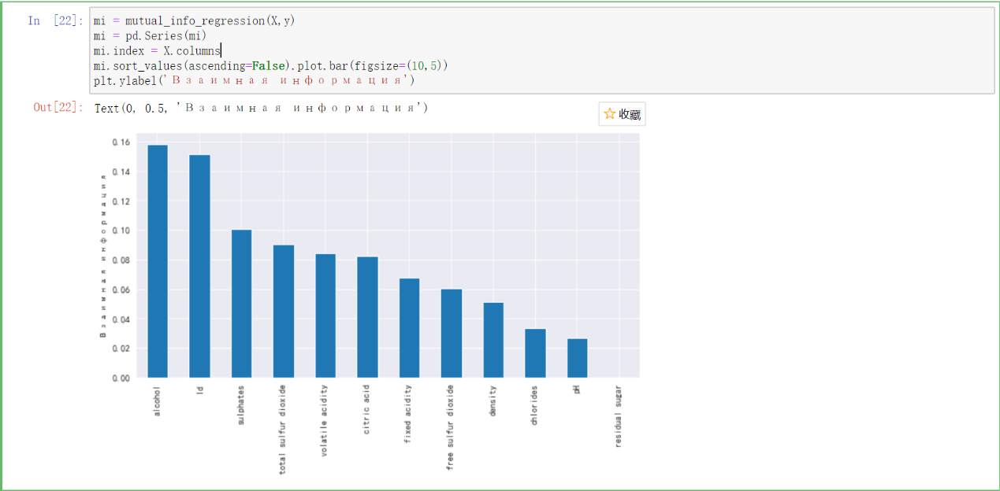 In [22]:
mi = mutual_info_regression(X,y)
mi = pd.Series(mi)
mi.index = X.columns
mi.sort_values(ascending=False).plot.bar(figsize=(10,5))
plt.ylabel('Взаимная информация')
Out[22]: Text(0, 0.5, 'Взаимная информация')
收藏
0.16
0.14
0.12
0.10
0.08
0.06
0.04
0.02
0.00
Взаимная информация
alcohol
Id
sulphates
total sulfur dioxide
volatile acidity
citric acid
fixed acidity
free sulfur dioxide
density
chlorides
pH
residual sugar